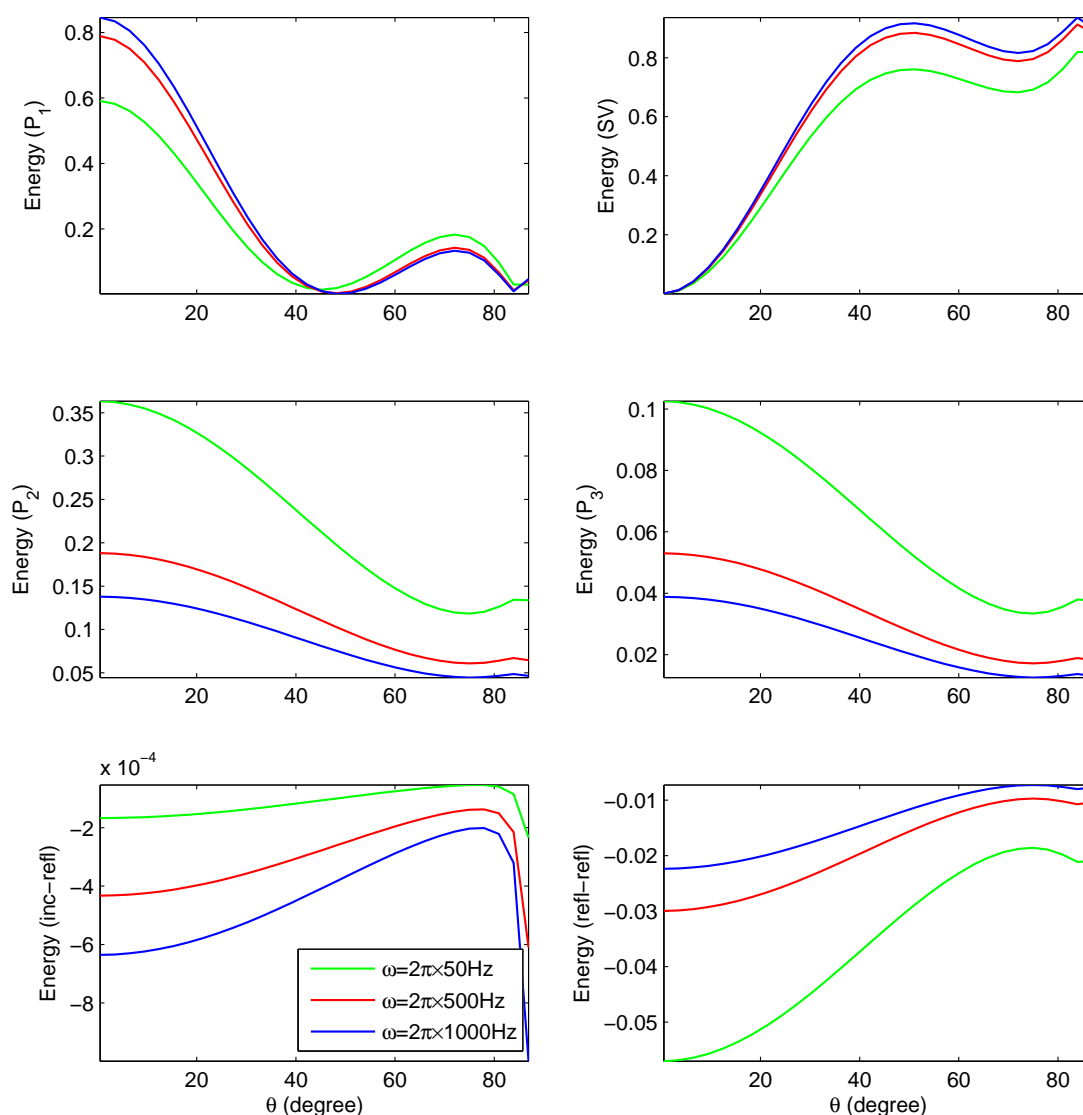 0.8
0.6
0.4
0.2
20 40 60 80
Energy (P1)
0.8
0.6
0.4
0.2
20 40 60 80
Energy (SV)
0.35
0.3
0.25
0.2
0.15
0.1
0.05
20 40 60 80
Energy (P2)
0.1
0.08
0.06
0.04
0.02
20 40 60 80
Energy (P3)
x 10−4
−2
−4
−6
−8
20 40 60 80
Energy (inc−refl)
θ (degree)
ω=2π×50Hz
ω=2π×500Hz
ω=2π×1000Hz
−0.01
−0.02
−0.03
−0.04
−0.05
20 40 60 80
Energy (refl−refl)
θ (degree)